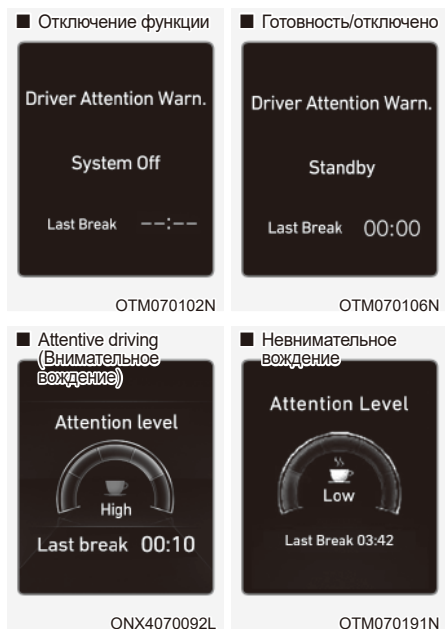 ■ Отключение функции
Driver Attention Warn.
System Off
Last Break --:--
OTM070102N
■ Готовность/отключено
Driver Attention Warn.
Standby
Last Break 00:00
OTM070106N
■ Attentive driving
(Внимательное
вождение)
Attention level
High
Last break 00:10
ONX4070092L
■ Невнимательное
вождение
Attention Level
Low
Last Break 03:42
OTM070191N